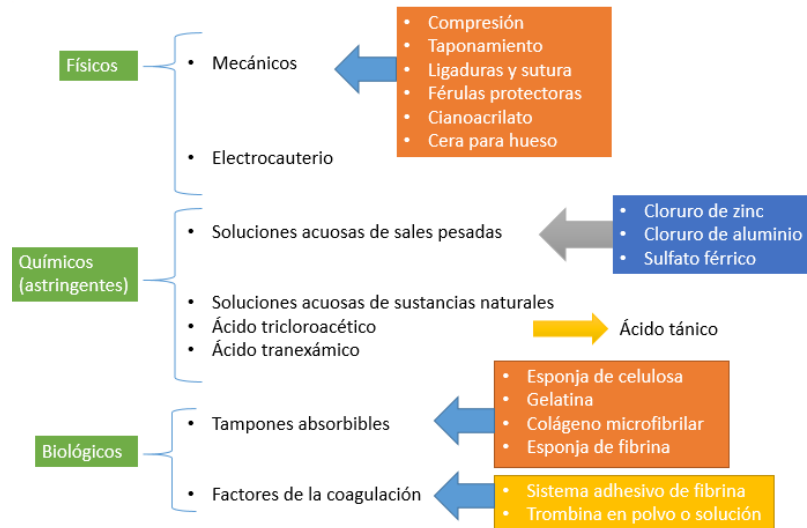 Físicos
• Mecánicos
• Compresión
• Taponamiento
• Ligaduras y sutura
• Férulas protectoras
• Cianoacrilato
• Cera para hueso
• Electrocauterio
Químicos
(astringentes)
• Soluciones acuosas de sales pesadas
• Cloruro de zinc
• Cloruro de aluminio
• Sulfato férrico
• Soluciones acuosas de sustancias naturales
• Ácido tricloroacético
• Ácido tranexámico
Ácido tánico
Biológicos
• Tampones absorbibles
• Esponja de celulosa
• Gelatina
• Colágeno microfibrilar
• Esponja de fibrina
• Factores de la coagulación
• Sistema adhesivo de fibrina
• Trombina en polvo o solución